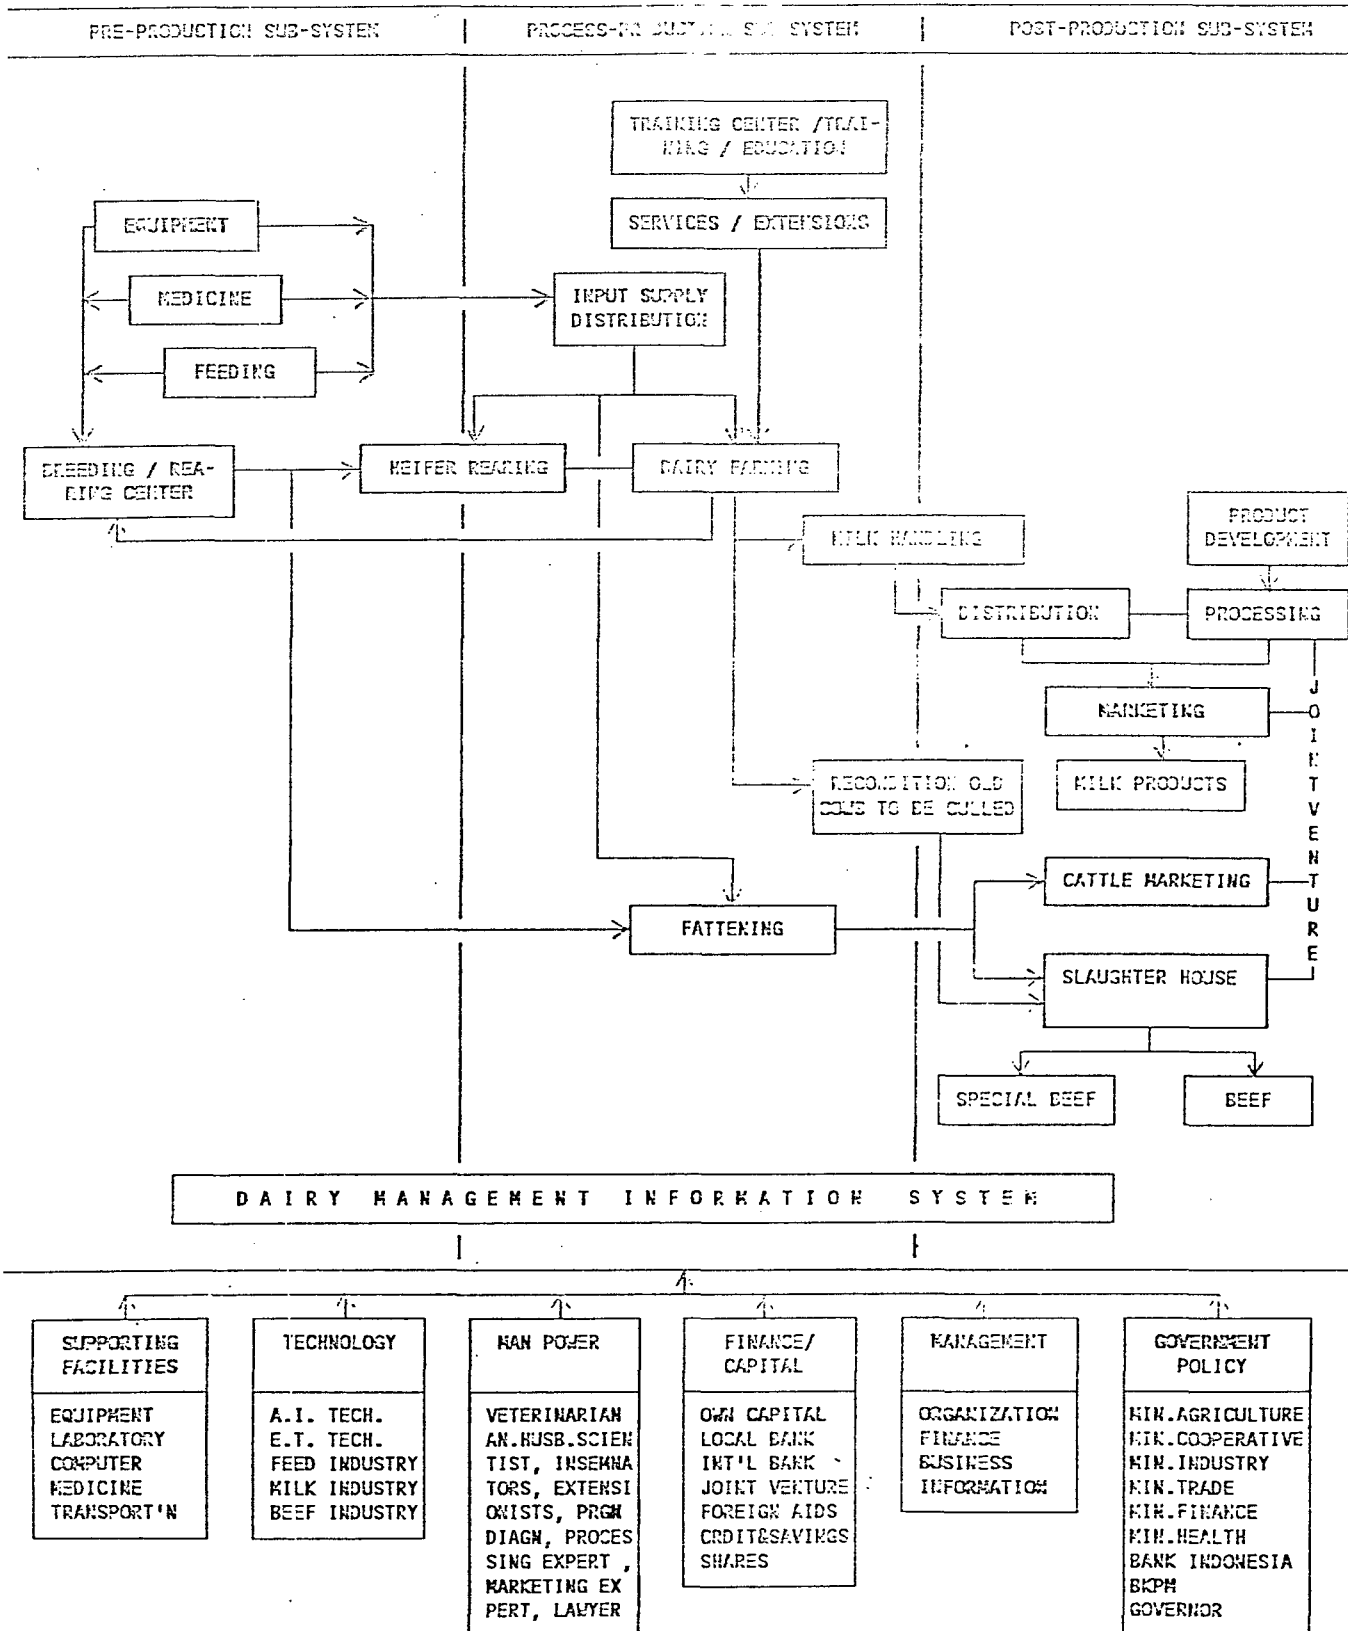 PRE-PRODUCTION SUB-SYSTEM
PROCESS-PRODUCTION SUB SYSTEM
POST-PRODUCTION SUB-SYSTEM
TRAINING CENTER /TRAI-
NING / EDUCATION
SERVICES / EXTENSIONS
EQUIPMENT
MEDICINE
FEEDING
INPUT SUPPLY
DISTRIBUTION
BREEDING / REA-
RING CENTER
HEIFER REARING
DAIRY FARMING
MILK HANDLING
PRODUCT
DEVELOPMENT
DISTRIBUTION
PROCESSING
MARKETING
MILK PRODUCTS
JOINT VENTURE
RECONDITION OLD
COWS TO BE CULLED
CATTLE MARKETING
FATTENING
SLAUGHTER HOUSE
SPECIAL BEEF
BEEF
DAIRY MANAGEMENT INFORMATION SYSTEM
SUPPORTING
FACILITIES
EQUIPMENT
LABORATORY
COMPUTER
MEDICINE
TRANSPORT'N
TECHNOLOGY
A.I. TECH.
E.T. TECH.
FEED INDUSTRY
MILK INDUSTRY
BEEF INDUSTRY
MAN POWER
VETERINARIAN
AN.HUSB.SCIEN
TIST, INSEMNA
TORS, EXTENSI
ONISTS, PRGM
DIAGN, PROCES
SING EXPERT ,
MARKETING EX
PERT, LAWYER
FINANCE/
CAPITAL
OWN CAPITAL
LOCAL BANK
INT'L BANK
JOINT VENTURE
FOREIGN AIDS
CRDIT&SAVINGS
SHARES
MANAGEMENT
ORGANIZATION
FINANCE
BUSINESS
INFORMATION
GOVERNMENT
POLICY
MIN.AGRICULTURE
MIN.COOPERATIVE
MIN.INDUSTRY
MIN.TRADE
MIN.FINANCE
MIN.HEALTH
BANK INDONESIA
BKPM
GOVERNOR